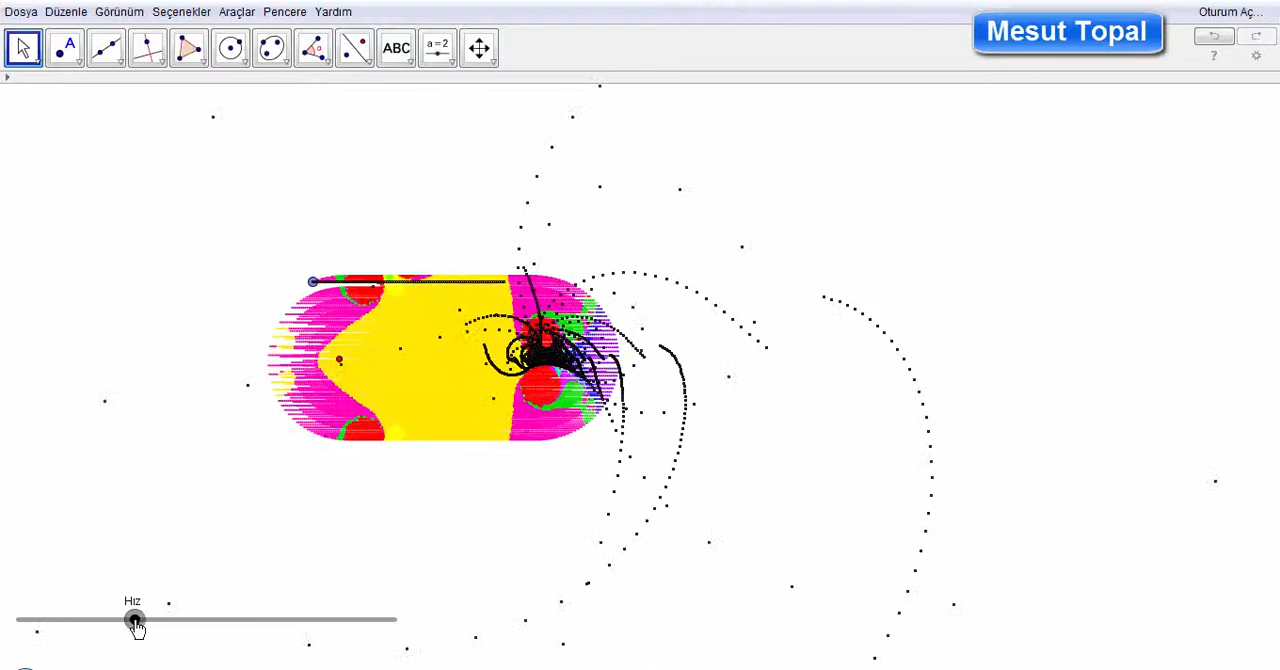 Dosya Düzenle Görünüm Seçenekler Araçlar Pencere Yardım
Oturum Aç...
Mesut Topal
A
ABC
a=2
?
Hız